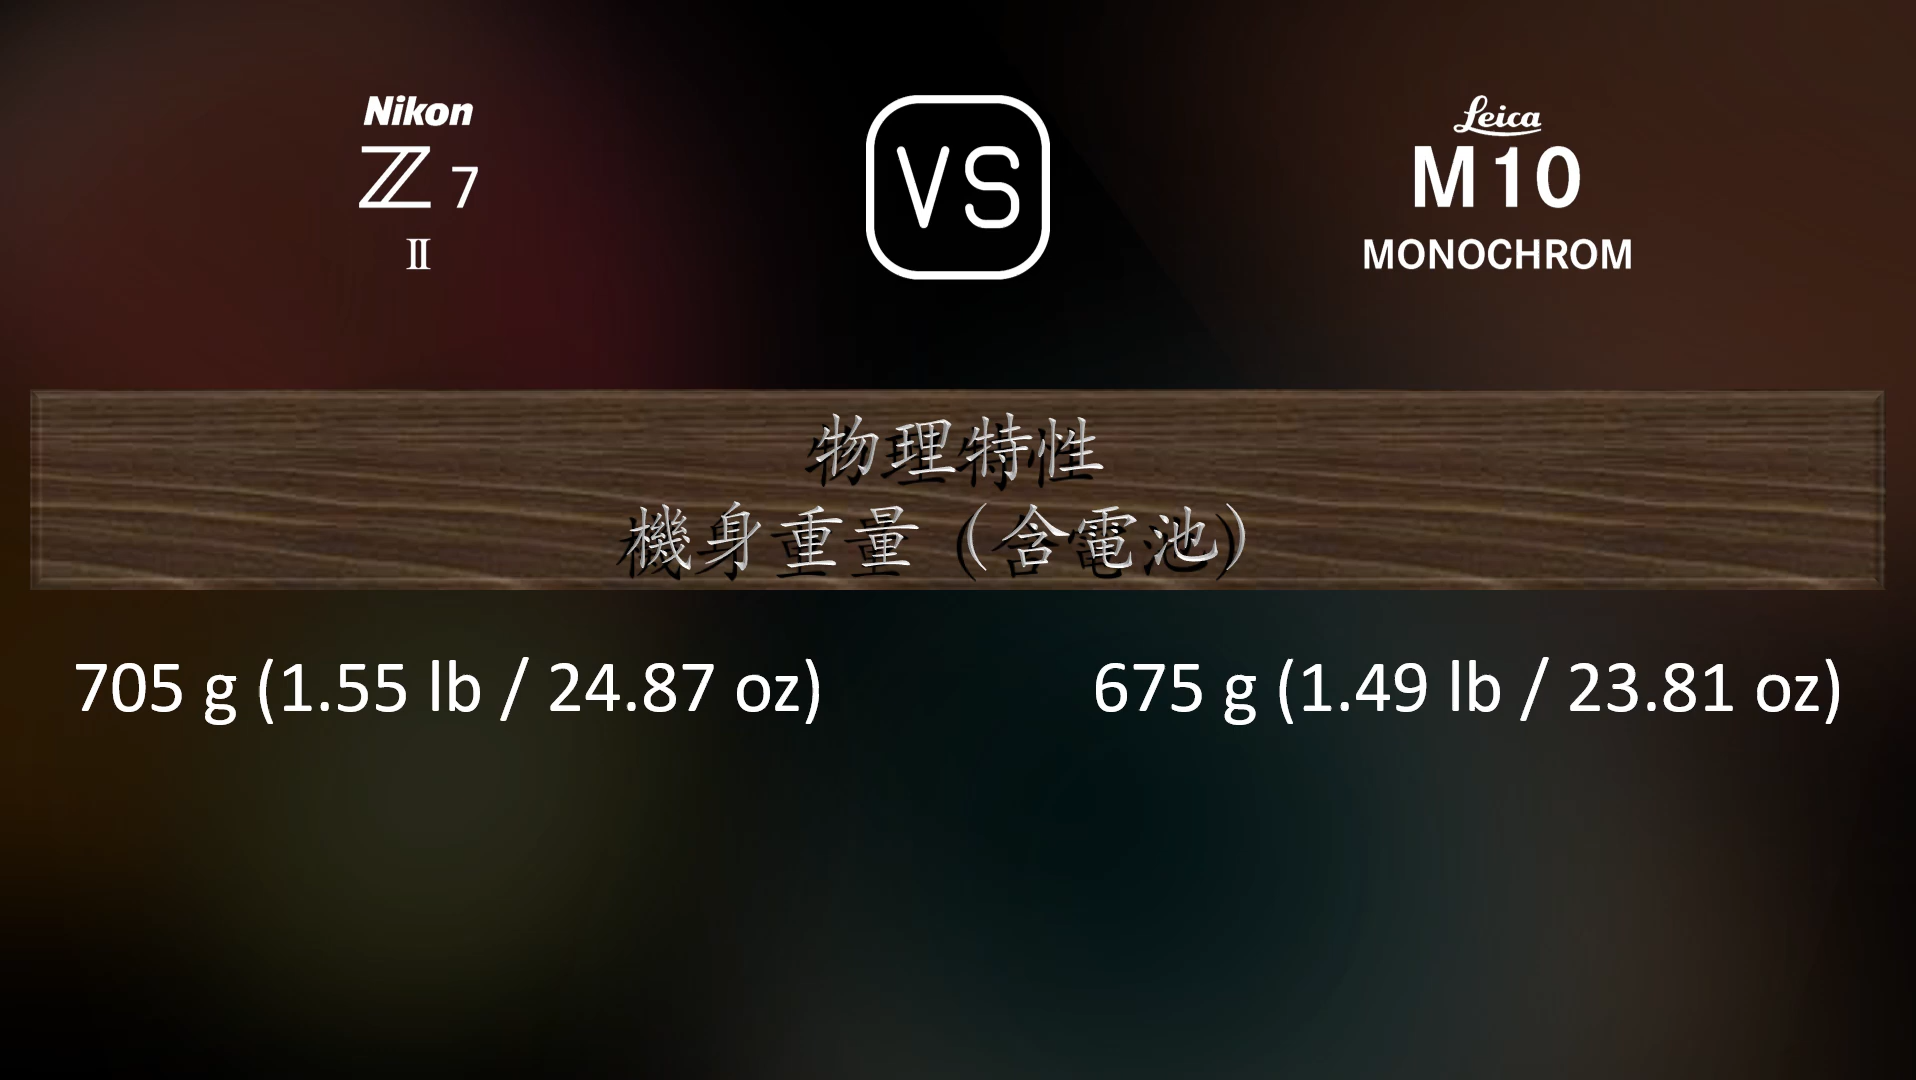 Nikon
Z 7
II
VS
Leica
M10
MONOCHROM
物理特性
機身重量（含電池）
705 g (1.55 lb / 24.87 oz)
675 g (1.49 lb / 23.81 oz)